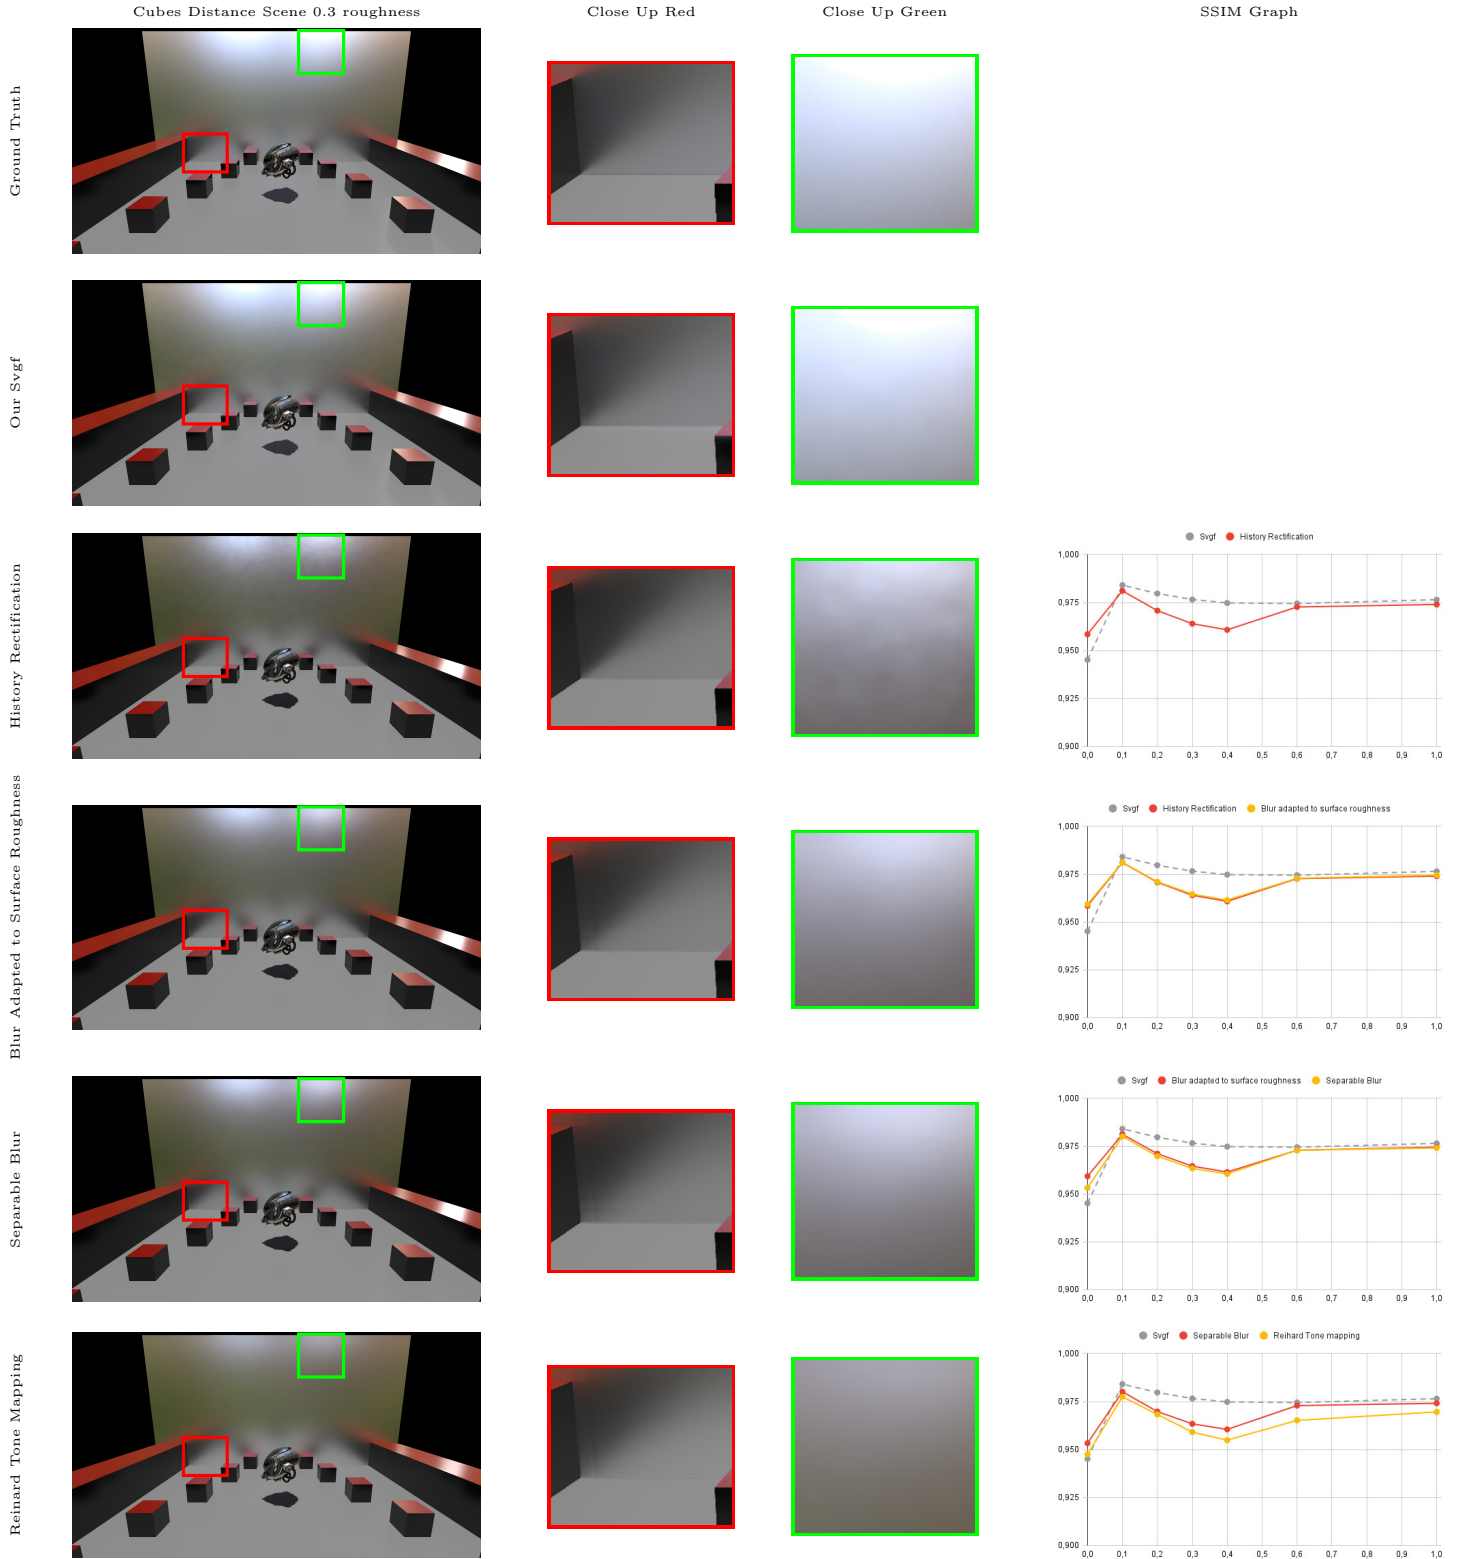 Cubes Distance Scene 0.3 roughness
Close Up Red
Close Up Green
SSIM Graph
Ground Truth
Our Svgf
History Rectification
Svgf
History Rectification
1,000
0,975
0,950
0,925
0,900
0,0 0,1 0,2 0,3 0,4 0,5 0,6 0,7 0,8 0,9 1,0
Blur Adapted to Surface Roughness
Svgf
History Rectification
Blur adapted to surface roughness
1,000
0,975
0,950
0,925
0,900
0,0 0,1 0,2 0,3 0,4 0,5 0,6 0,7 0,8 0,9 1,0
Separable Blur
Svgf
Blur adapted to surface roughness
Separable Blur
1,000
0,975
0,950
0,925
0,900
0,0 0,1 0,2 0,3 0,4 0,5 0,6 0,7 0,8 0,9 1,0
Reinard Tone Mapping
Svgf
Separable Blur
Reihard Tone mapping
1,000
0,975
0,950
0,925
0,900
0,0 0,1 0,2 0,3 0,4 0,5 0,6 0,7 0,8 0,9 1,0